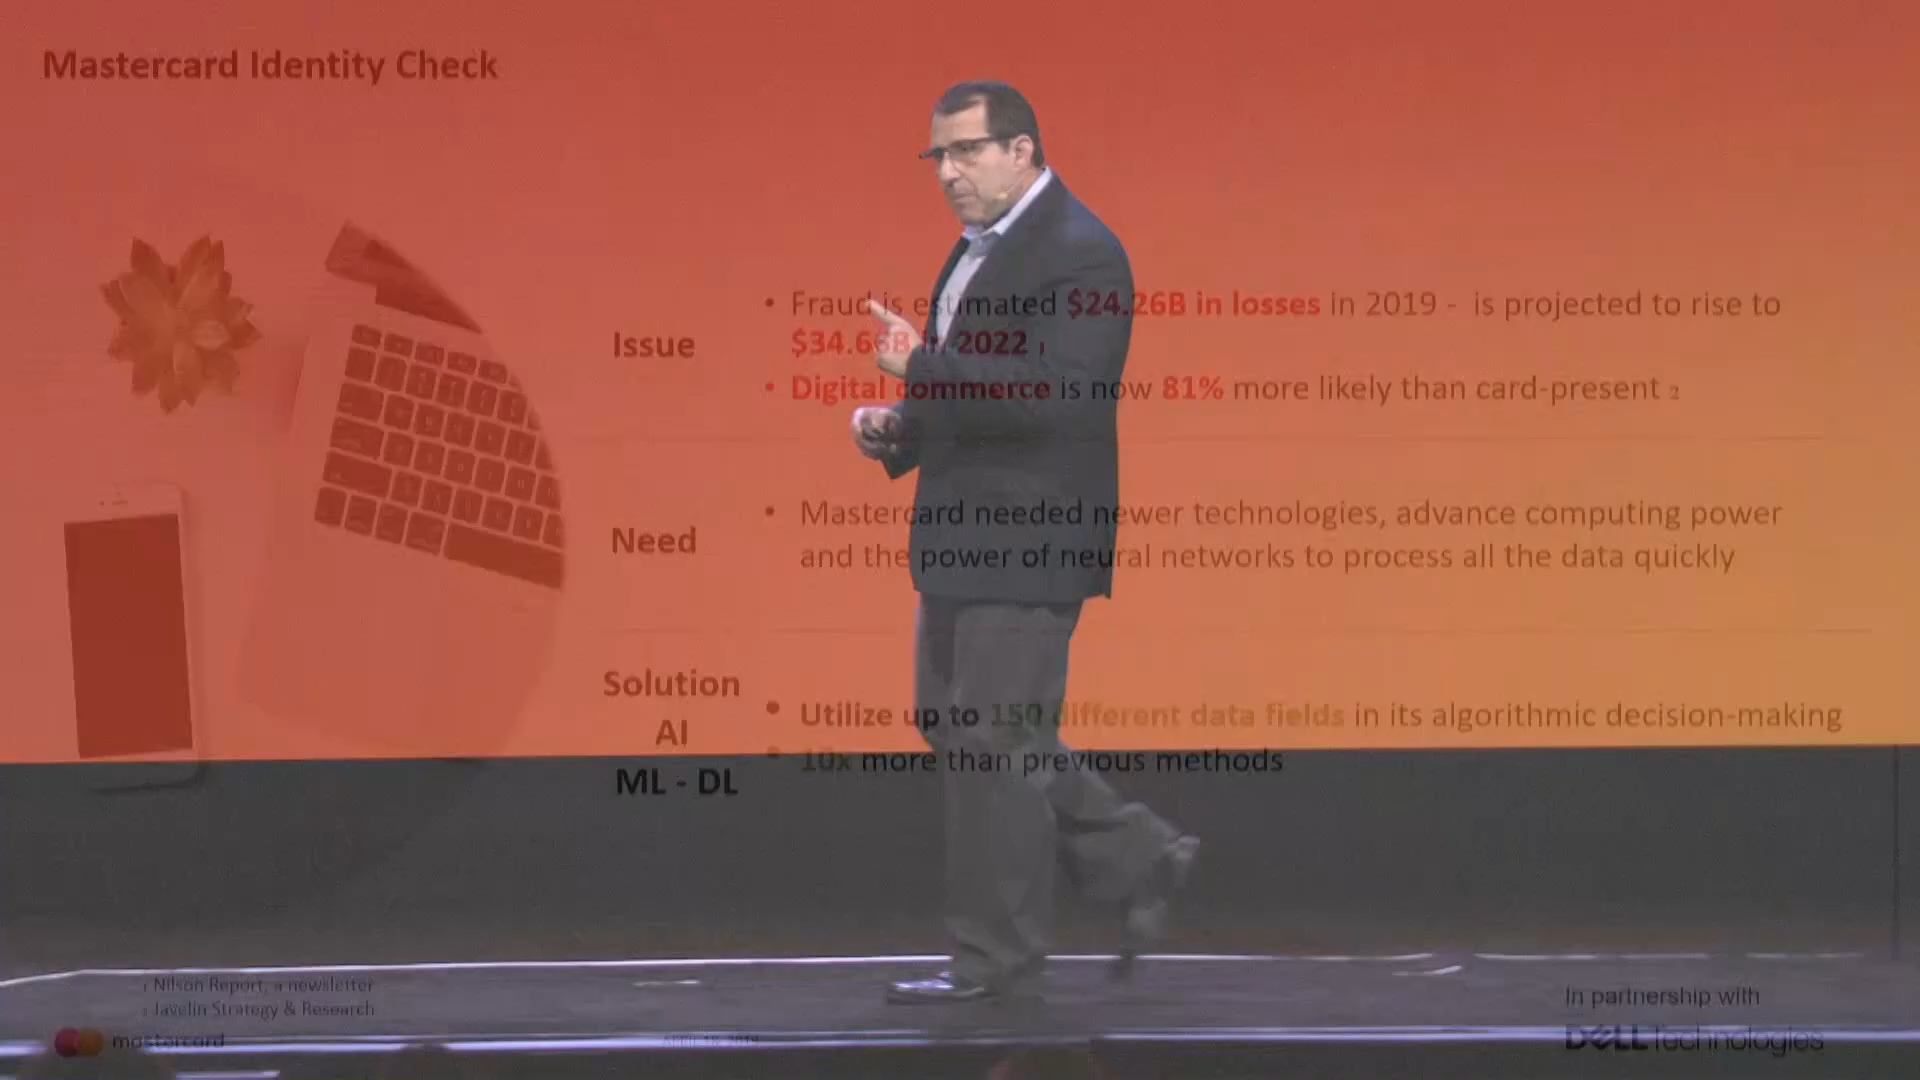 Mastercard Identity Check
Issue
• Fraud is estimated $24.26B in losses in 2019 - is projected to rise to
$34.66B in 2022 1
• Digital commerce is now 81% more likely than card-present 2
Need
• Mastercard needed newer technologies, advance computing power
and the power of neural networks to process all the data quickly
Solution
AI
ML - DL
• Utilize up to 150 different data fields in its algorithmic decision-making
• 10x more than previous methods
1 Nilson Report, a newsletter
2 Javelin Strategy & Research
mastercard
In partnership with
DELL Technologies